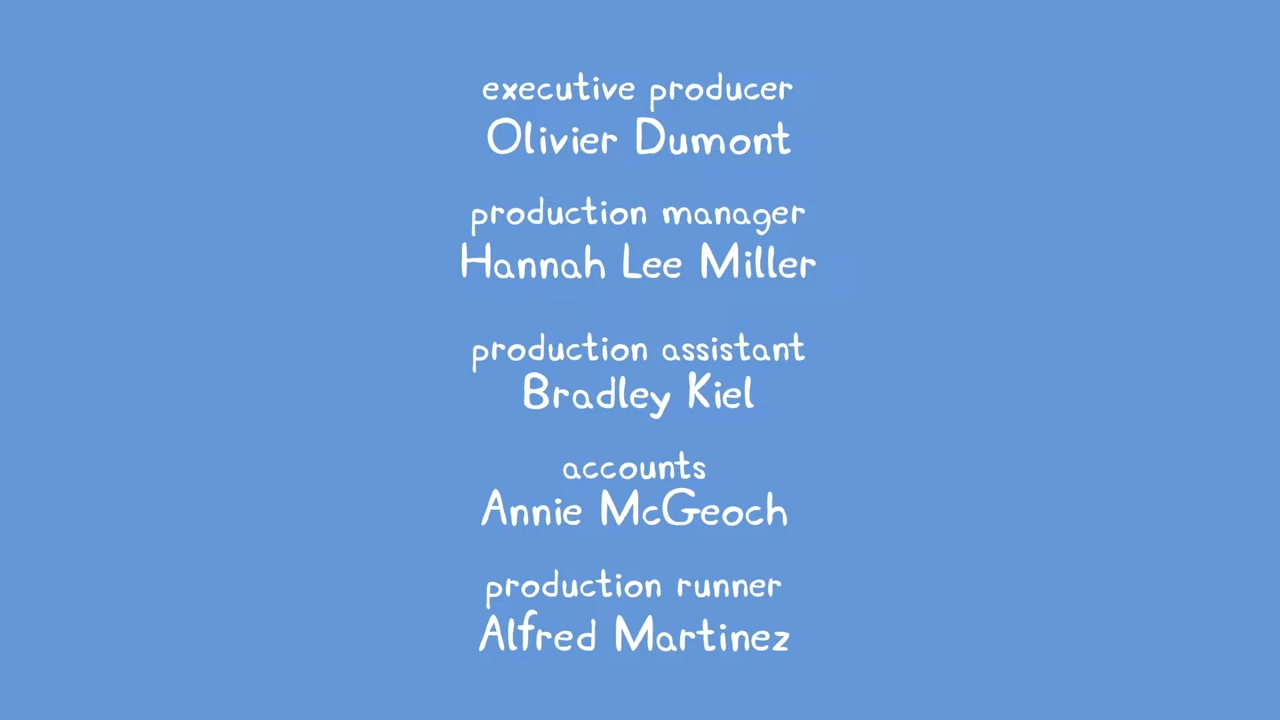 executive producer
Olivier Dumont
production manager
Hannah Lee Miller
production assistant
Bradley Kiel
accounts
Annie McGeoch
production runner
Alfred Martinez